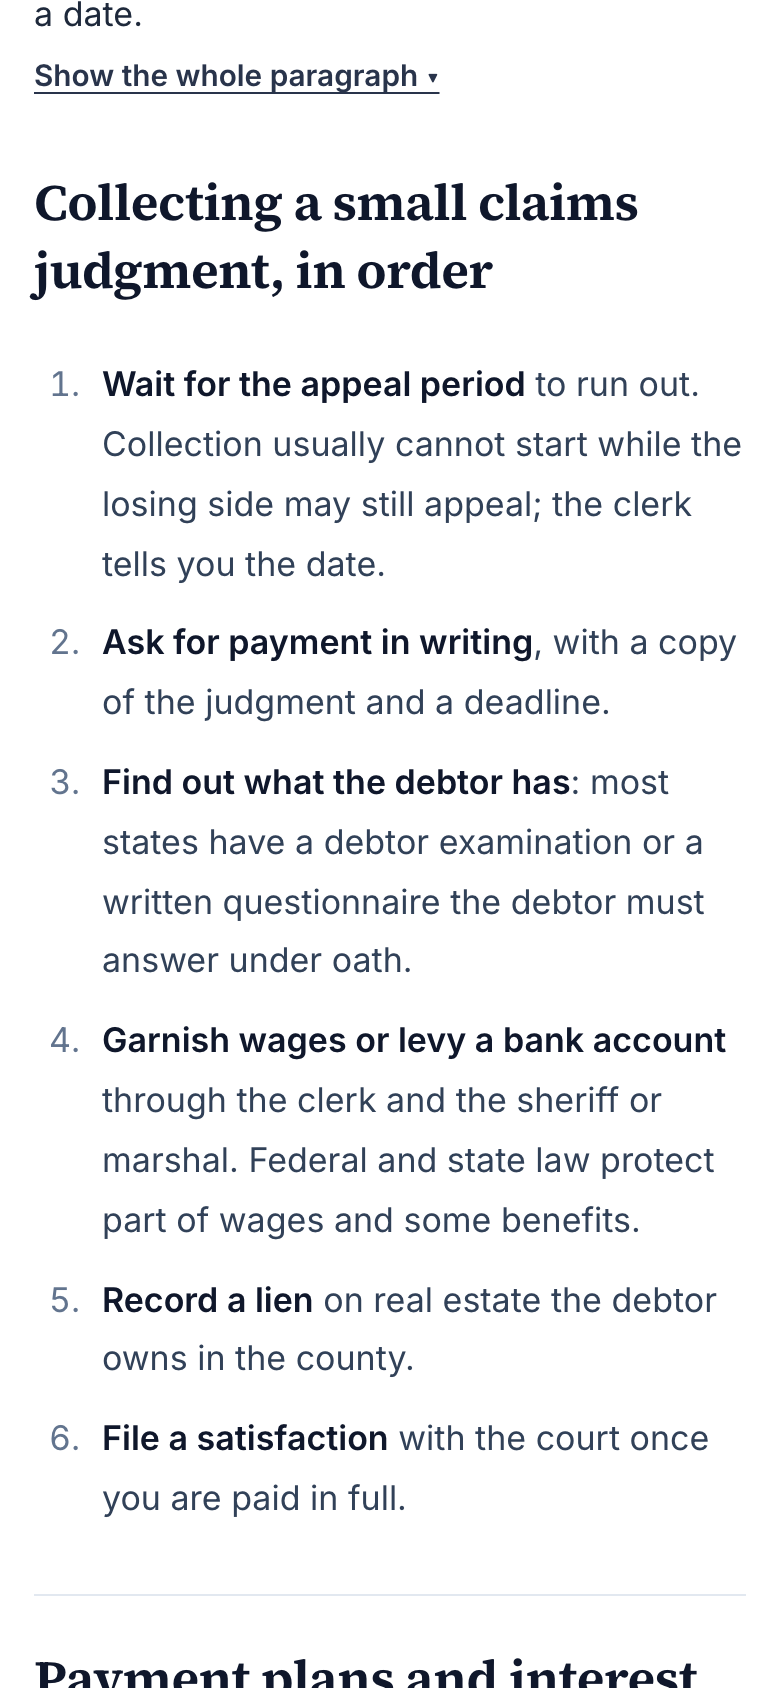 a date.
Show the whole paragraph ▾
Collecting a small claims
judgment, in order
1. Wait for the appeal period to run out.
Collection usually cannot start while the
losing side may still appeal; the clerk
tells you the date.
2. Ask for payment in writing, with a copy
of the judgment and a deadline.
3. Find out what the debtor has: most
states have a debtor examination or a
written questionnaire the debtor must
answer under oath.
4. Garnish wages or levy a bank account
through the clerk and the sheriff or
marshal. Federal and state law protect
part of wages and some benefits.
5. Record a lien on real estate the debtor
owns in the county.
6. File a satisfaction with the court once
you are paid in full.
Payment plans and interest